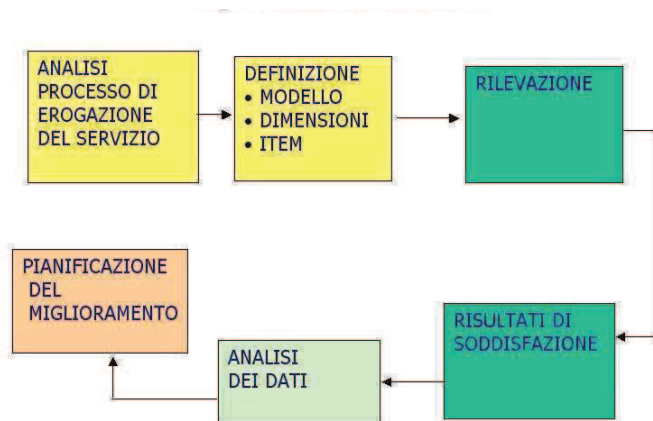 ANALISI
PROCESSO DI
EROGAZIONE
DEL SERVIZIO
DEFINIZIONE
• MODELLO
• DIMENSIONI
• ITEM
RILEVAZIONE
RISULTATI DI
SODDISFAZIONE
ANALISI
DEI DATI
PIANIFICAZIONE
DEL
MIGLIORAMENTO